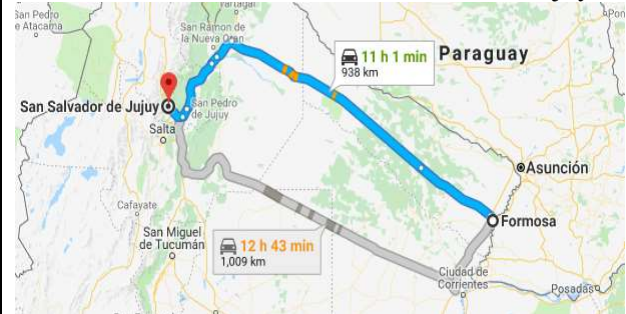 San Pedro
de Atacama
Tartagal
San Ramón de
la Nueva Orán
11 h 1 min
938 km
Paraguay
San Salvador de Jujuy
San Pedro
de Jujuy
Salta
Asunción
Cafayate
Formosa
San Miguel
de Tucumán
12 h 43 min
1,009 km
Ciudad de
Corrientes
Posadas